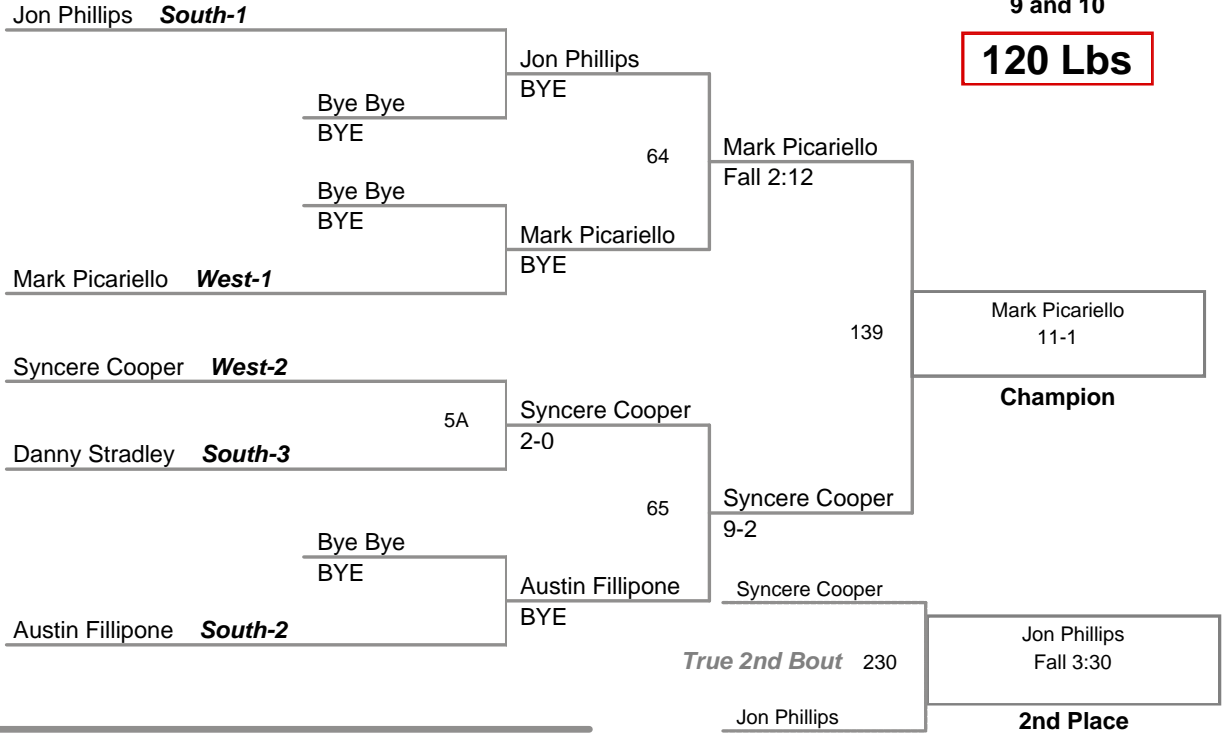 9 and 10
120 Lbs
Jon Phillips South-1
Jon Phillips
BYE
Bye Bye
BYE
64
Mark Picariello
Fall 2:12
Bye Bye
BYE
Mark Picariello
BYE
Mark Picariello West-1
139
Mark Picariello
11-1
Champion
Syncere Cooper West-2
5A
Syncere Cooper
2-0
Danny Stradley South-3
65
Syncere Cooper
9-2
Bye Bye
BYE
Austin Fillipone
BYE
Austin Fillipone South-2
Syncere Cooper
True 2nd Bout 230
Jon Phillips
Fall 3:30
Jon Phillips
2nd Place